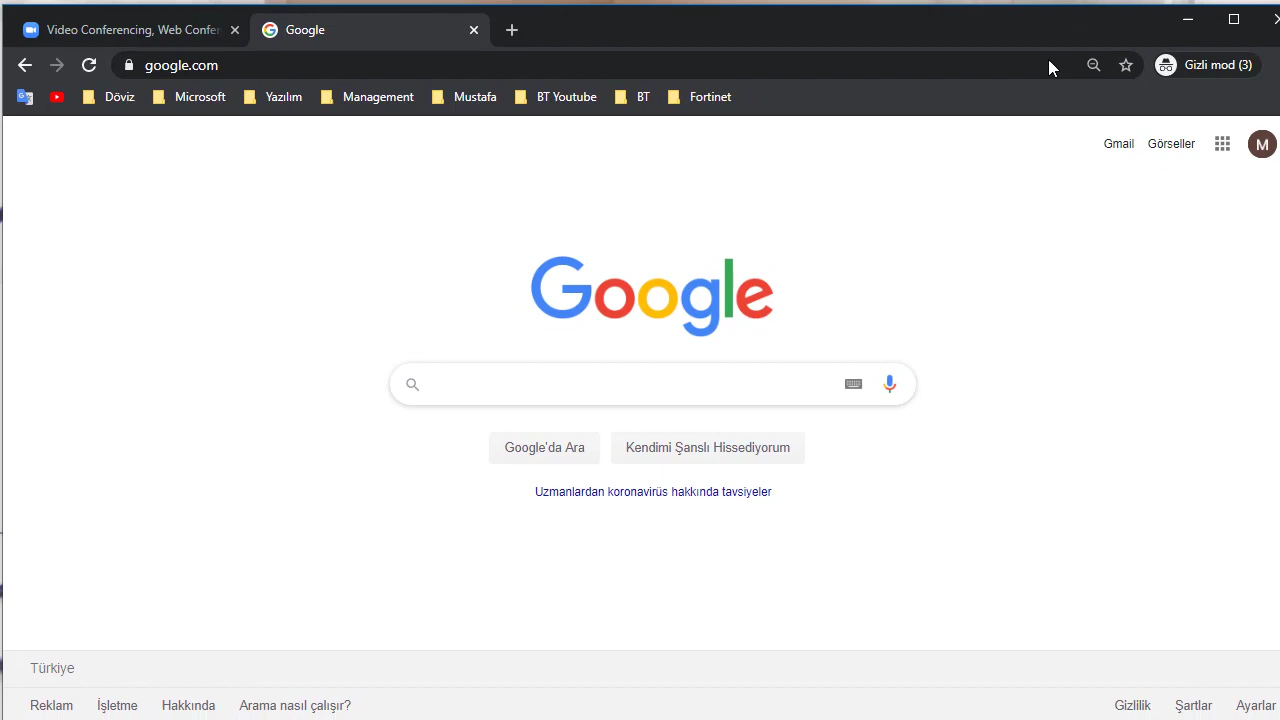 Video Conferencing, Web Confer
Google
google.com
Gizli mod (3)
Döviz
Microsoft
Yazılım
Management
Mustafa
BT Youtube
BT
Fortinet
Gmail
Görseller
M
Google
Google'da Ara
Kendimi Şanslı Hissediyorum
Uzmanlardan koronavirüs hakkında tavsiyeler
Türkiye
Reklam
İşletme
Hakkında
Arama nasıl çalışır?
Gizlilik
Şartlar
Ayarlar